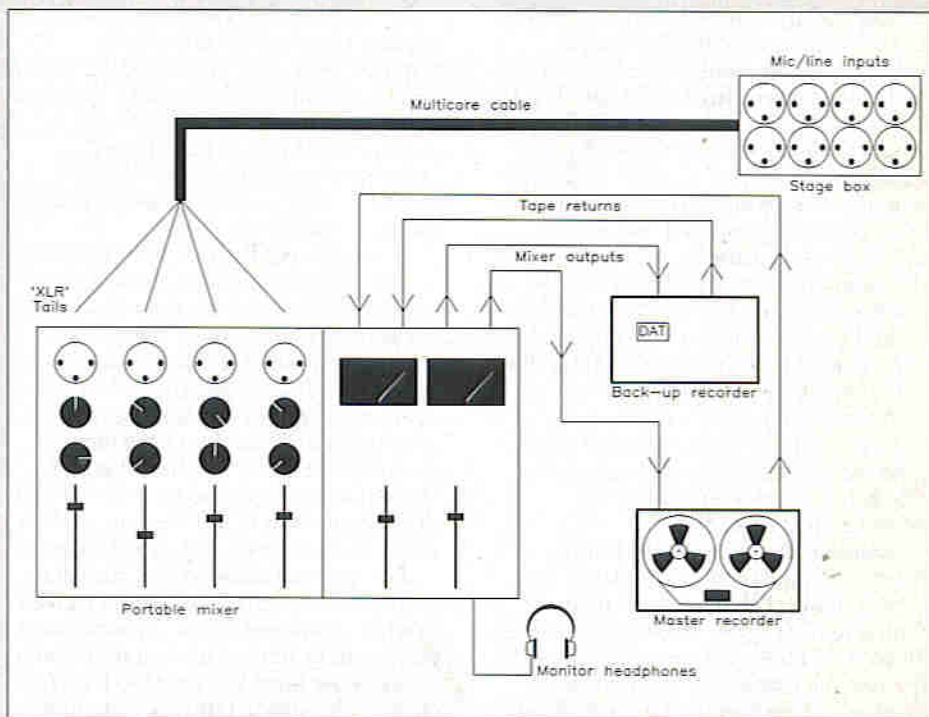 Mic/line inputs
Multicore cable
Stage box
Tape returns
Mixer outputs
"XLR"
Tails
DAT
Back-up recorder
Portable mixer
Master recorder
Monitor headphones